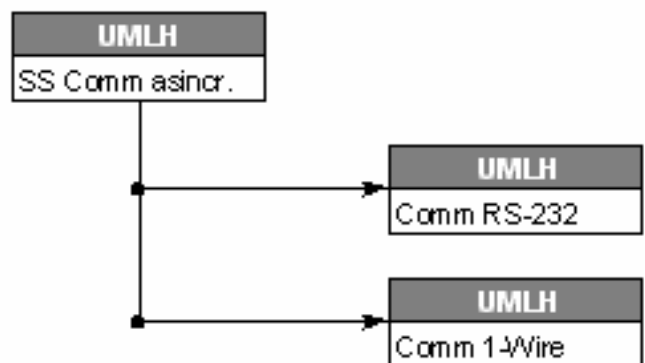 UMLH
SS Comm asincr.
UMLH
Comm RS-232
UMLH
Comm 1-Wire